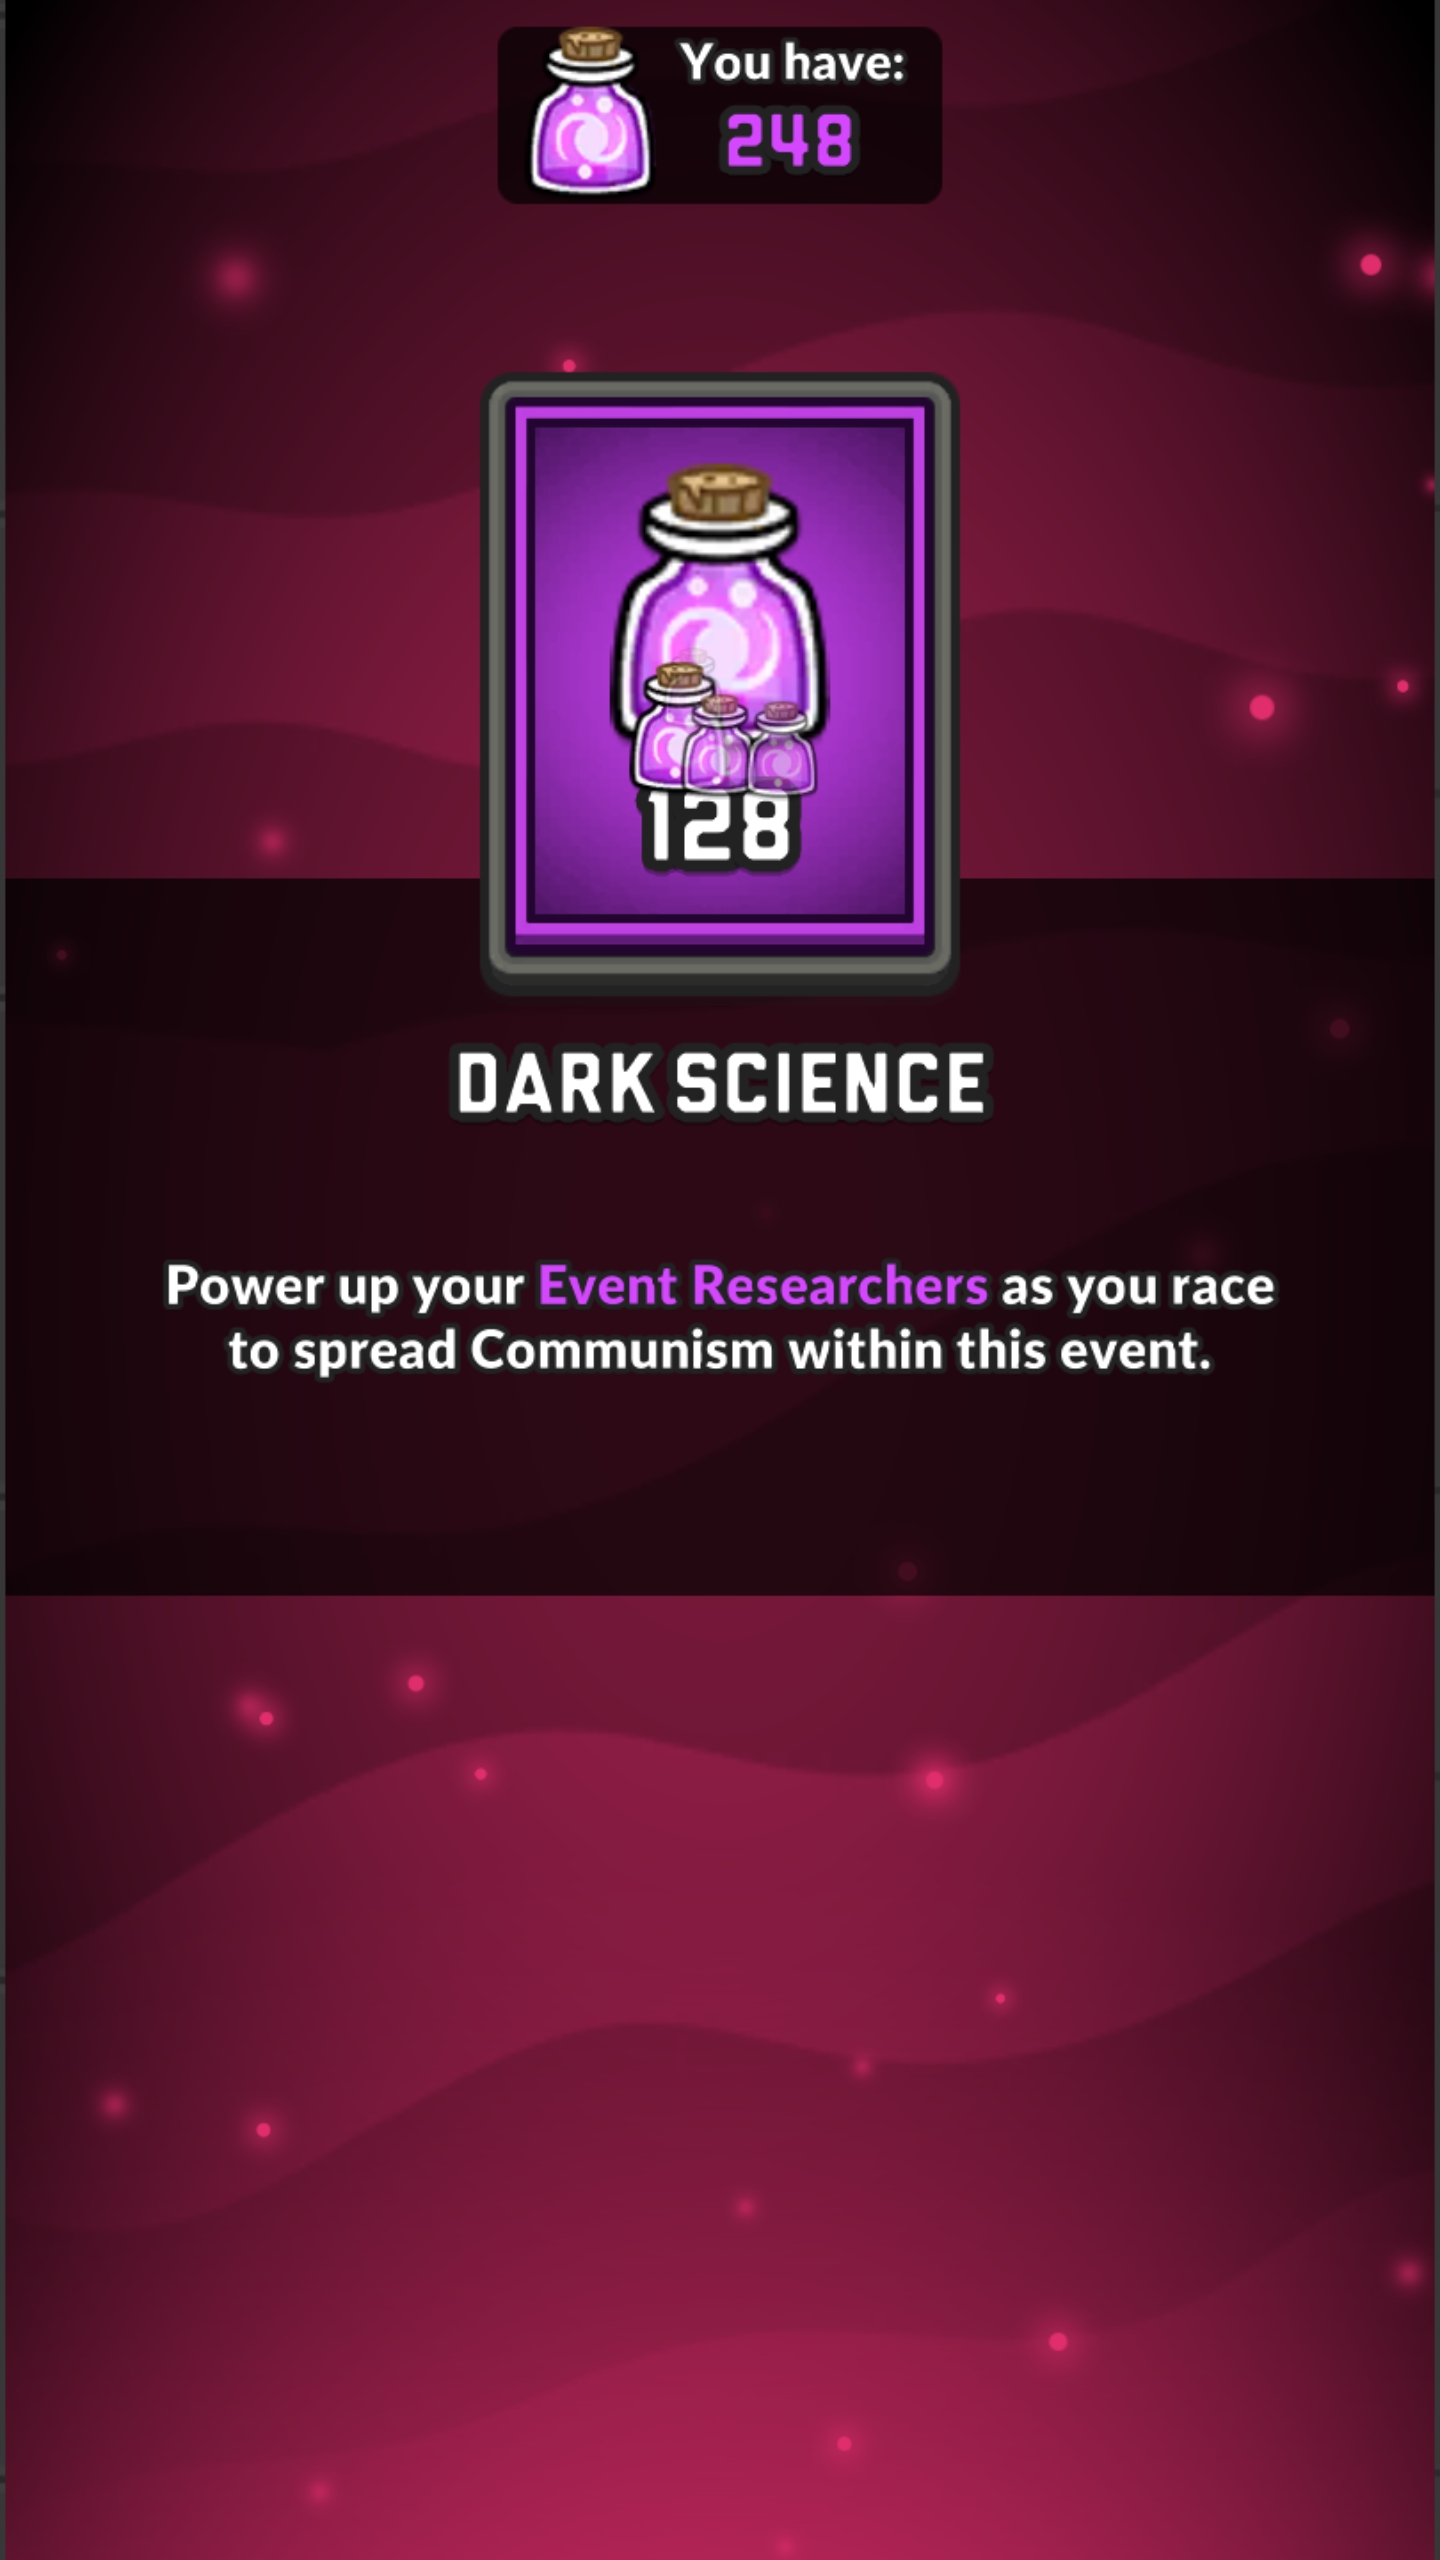 You have:
248
128
DARK SCIENCE
Power up your Event Researchers as you race
to spread Communism within this event.